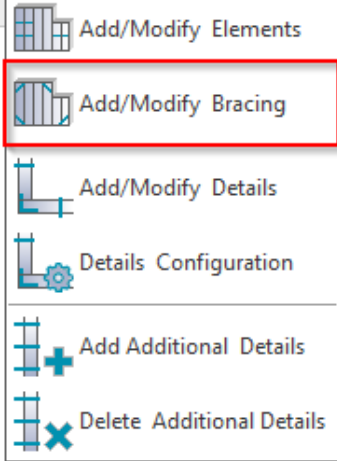 Add/Modify Elements
Add/Modify Bracing
Add/Modify Details
Details Configuration
Add Additional Details
Delete Additional Details